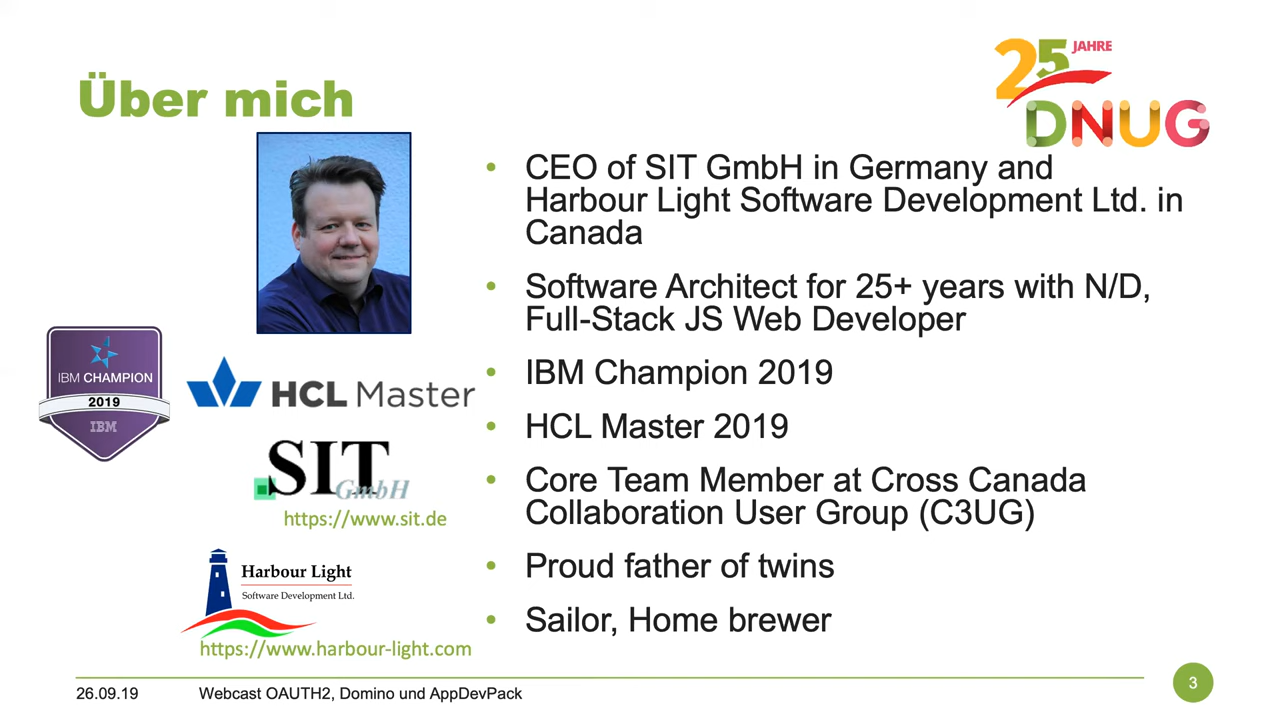 Über mich
25 JAHRE
DNUG
• CEO of SIT GmbH in Germany and
Harbour Light Software Development Ltd. in
Canada
• Software Architect for 25+ years with N/D,
Full-Stack JS Web Developer
• IBM Champion 2019
• HCL Master 2019
• Core Team Member at Cross Canada
Collaboration User Group (C3UG)
• Proud father of twins
• Sailor, Home brewer
IBM CHAMPION
2019
IBM
HCL Master
SIT
GmbH
https://www.sit.de
Harbour Light
Software Development Ltd.
https://www.harbour-light.com
26.09.19
Webcast OAUTH2, Domino und AppDevPack
3